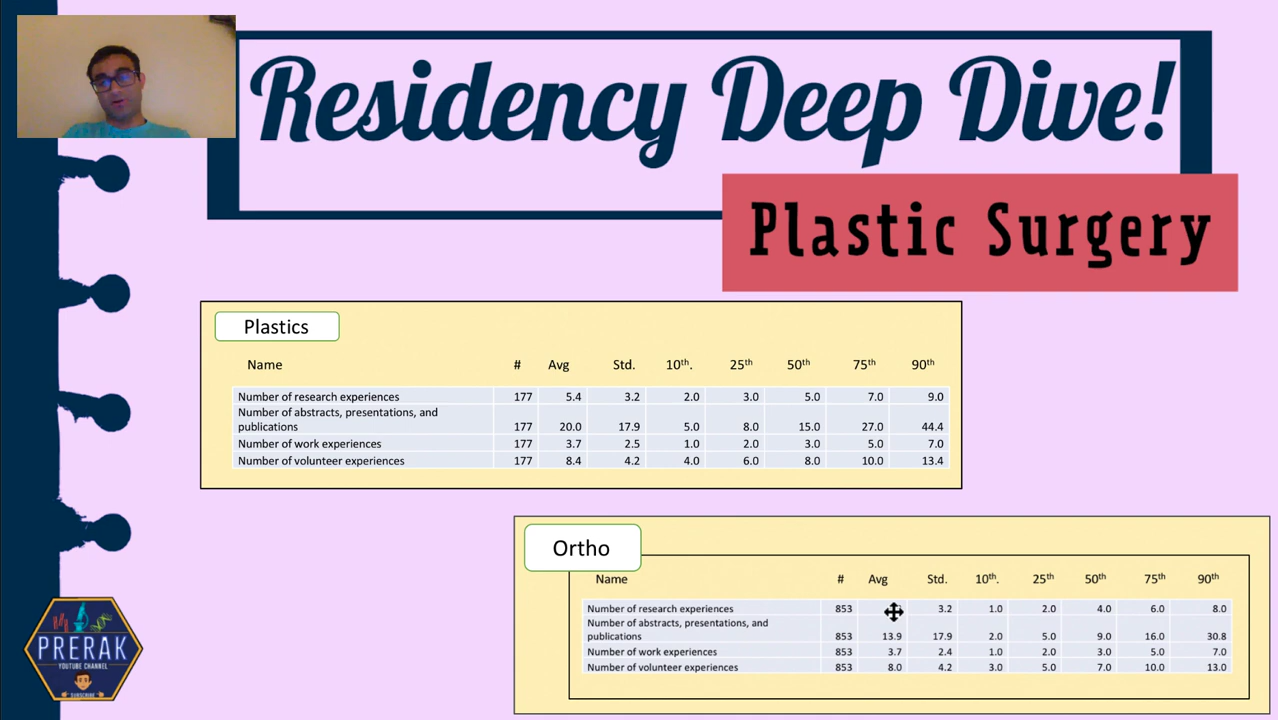 Residency Deep Dive!
Plastic Surgery
Plastics
Name # Avg Std. 10th. 25th 50th 75th 90th
Number of research experiences 177 5.4 3.2 2.0 3.0 5.0 7.0 9.0
Number of abstracts, presentations, and
publications 177 20.0 17.9 5.0 8.0 15.0 27.0 44.4
Number of work experiences 177 3.7 2.5 1.0 2.0 3.0 5.0 7.0
Number of volunteer experiences 177 8.4 4.2 4.0 6.0 8.0 10.0 13.4
Ortho
Name # Avg Std. 10th. 25th 50th 75th 90th
Number of research experiences 853 3.2 1.0 2.0 4.0 6.0 8.0
Number of abstracts, presentations, and
publications 853 13.9 17.9 2.0 5.0 9.0 16.0 30.8
Number of work experiences 853 3.7 2.4 1.0 2.0 3.0 5.0 7.0
Number of volunteer experiences 853 8.0 4.2 3.0 5.0 7.0 10.0 13.0
PRERAK
YOUTUBE CHANNEL
SUBSCRIBE